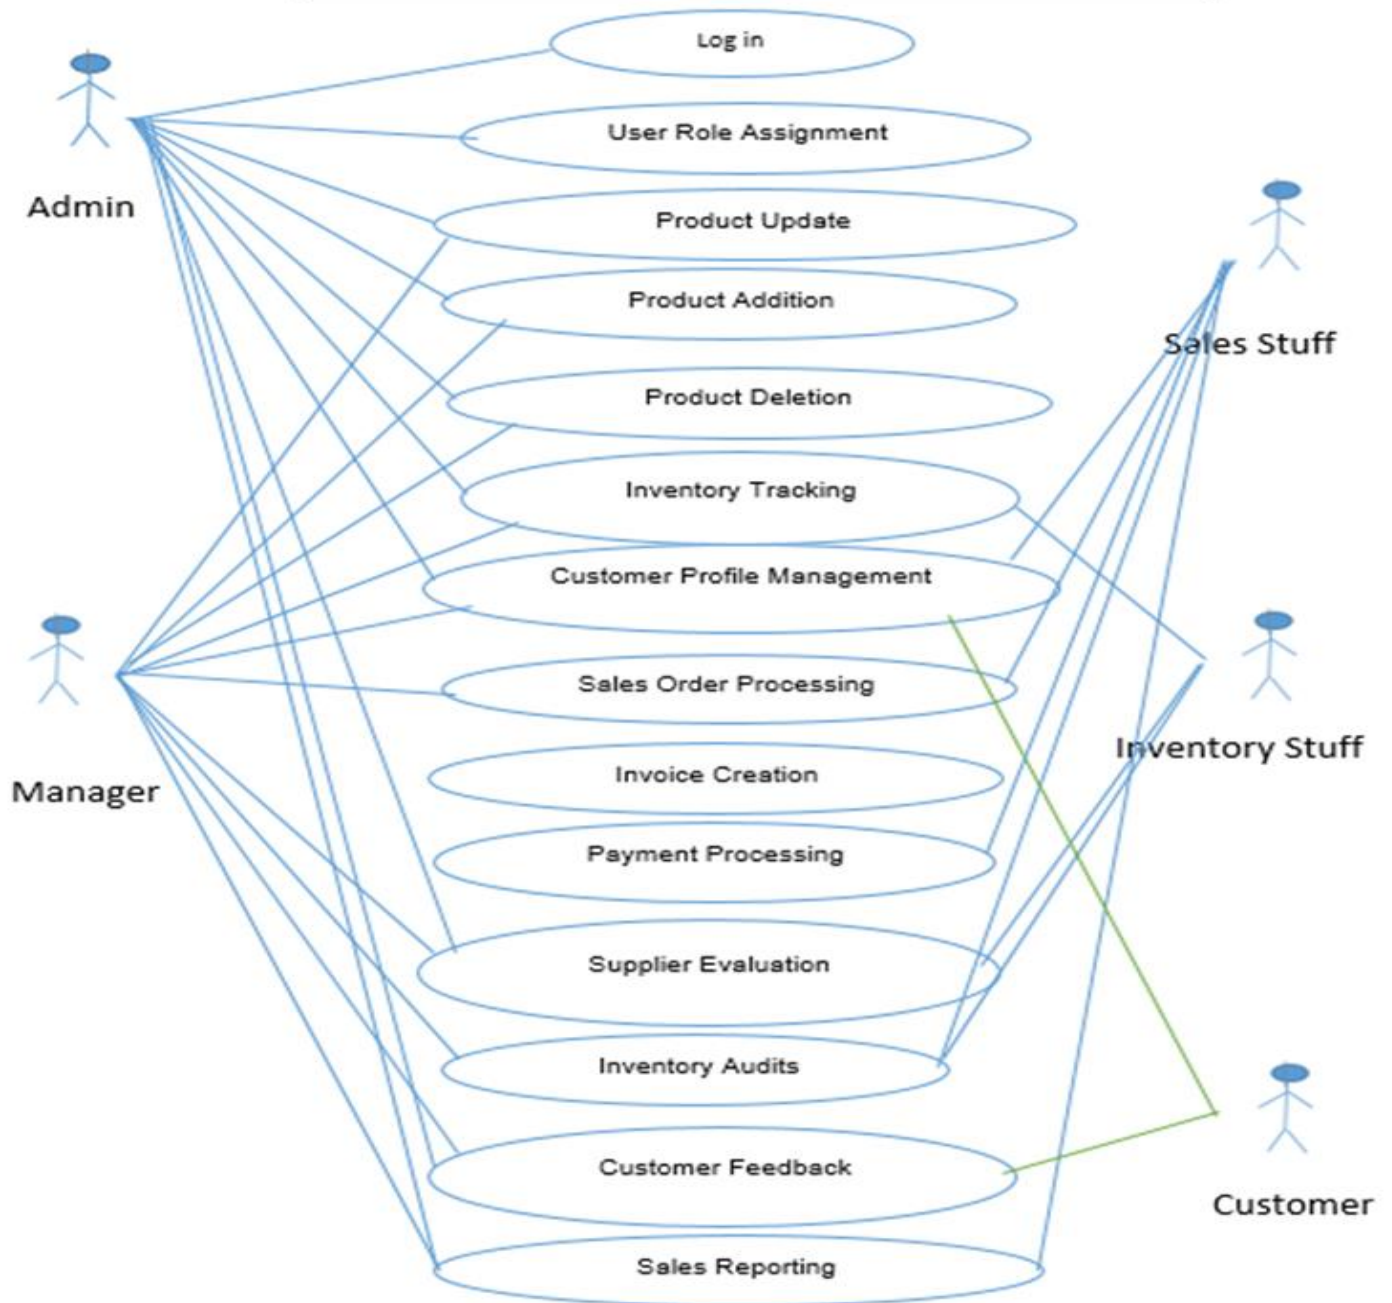 Log in
User Role Assignment
Admin
Product Update
Product Addition
Sales Stuff
Product Deletion
Inventory Tracking
Customer Profile Management
Sales Order Processing
Inventory Stuff
Invoice Creation
Manager
Payment Processing
Supplier Evaluation
Inventory Audits
Customer Feedback
Customer
Sales Reporting